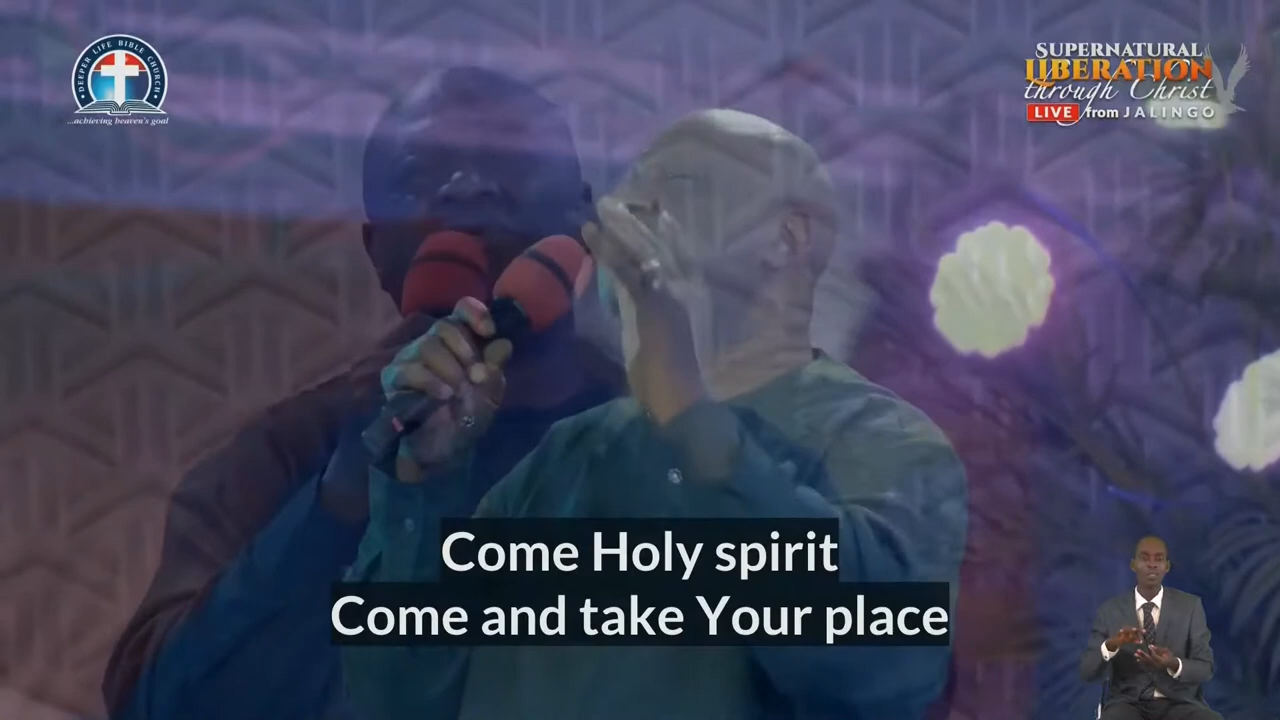 DEEPER LIFE BIBLE CHURCH
...achieving heaven's goal
SUPERNATURAL
LIBERATION
through Christ
LIVE from JALINGO
Come Holy spirit
Come and take Your place